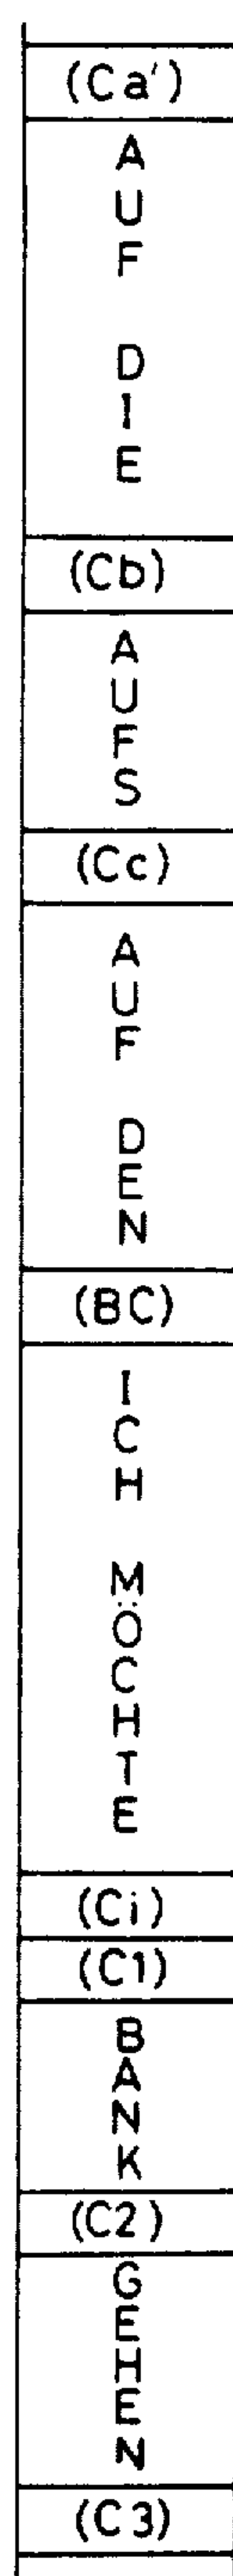 (Ca')
AUF DIE
(Cb)
AUFS
(Cc)
AUF DEN
(BC)
ICH MÖCHTE
(Ci)
(C1)
BANK
(C2)
GEHEN
(C3)